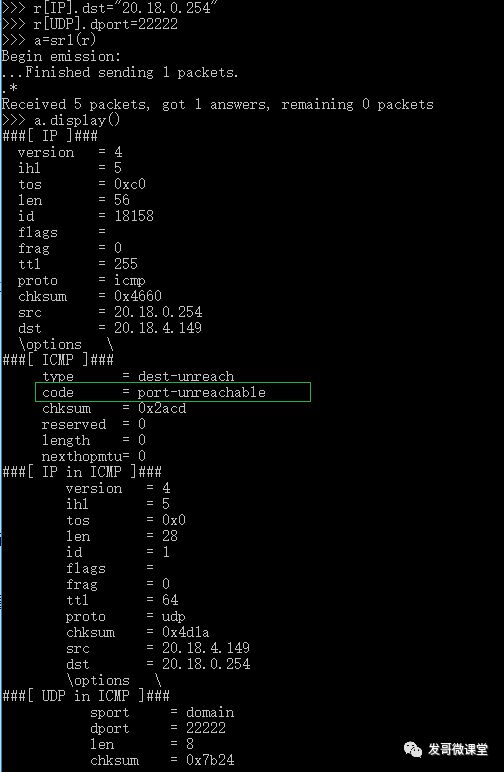 >>> r[IP].dst="20.18.0.254"
>>> r[UDP].dport=22222
>>> a=sr1(r)
Begin emission:
...Finished sending 1 packets.
.*
Received 5 packets, got 1 answers, remaining 0 packets
>>> a.display()
###[ IP ]###
  version   = 4
  ihl       = 5
  tos       = 0xc0
  len       = 56
  id        = 18158
  flags     =
  frag      = 0
  ttl       = 255
  proto     = icmp
  chksum    = 0x4660
  src       = 20.18.0.254
  dst       = 20.18.4.149
  \options   \
###[ ICMP ]###
     type      = dest-unreach
     code      = port-unreachable
     chksum    = 0x2acd
     reserved  = 0
     length    = 0
     nexthopmtu= 0
###[ IP in ICMP ]###
        version   = 4
        ihl       = 5
        tos       = 0x0
        len       = 28
        id        = 1
        flags     =
        frag      = 0
        ttl       = 64
        proto     = udp
        chksum    = 0x4d1a
        src       = 20.18.4.149
        dst       = 20.18.0.254
        \options   \
###[ UDP in ICMP ]###
           sport     = domain
           dport     = 22222
           len       = 8
           chksum    = 0x7b24
发哥微课堂